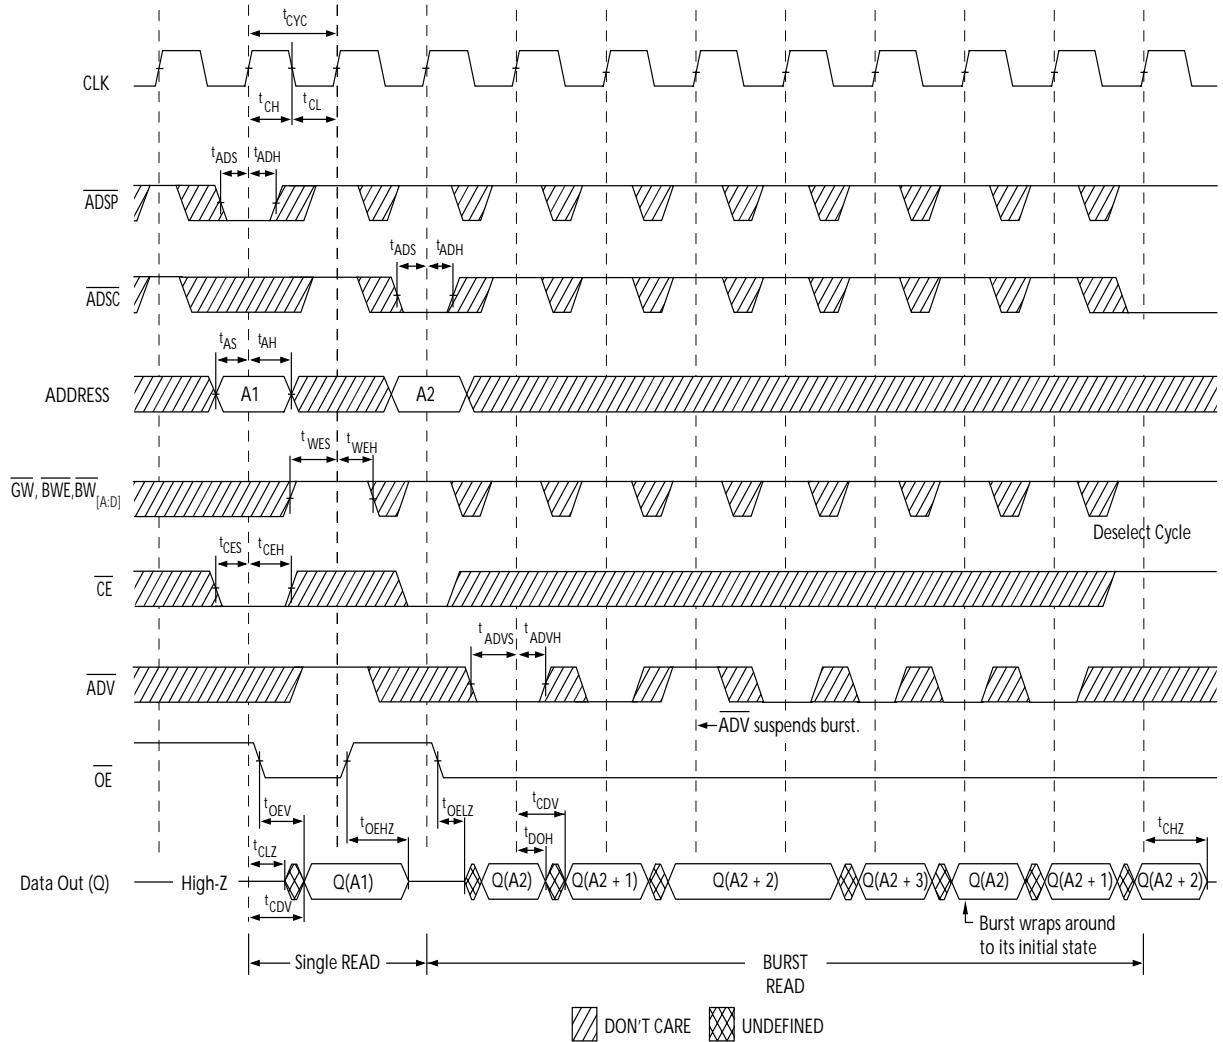 tCYC
CLK
tCH tCL
tADS tADH
ADSP
tADS tADH
ADSC
tAS tAH
ADDRESS A1 A2
tWES tWEH
GW, BWE,BW[A:D]
Deselect Cycle
tCES tCEH
CE
tADVS tADVH
ADV
ADV suspends burst.
OE
tOEV tOEHZ tOELZ tCDV tCHZ
tDOH
tCLZ
Data Out (Q) High-Z Q(A1) Q(A2) Q(A2 + 1) Q(A2 + 2) Q(A2 + 3) Q(A2) Q(A2 + 1) Q(A2 + 2)
tCDV
Burst wraps around
to its initial state
Single READ BURST
READ
DON'T CARE UNDEFINED